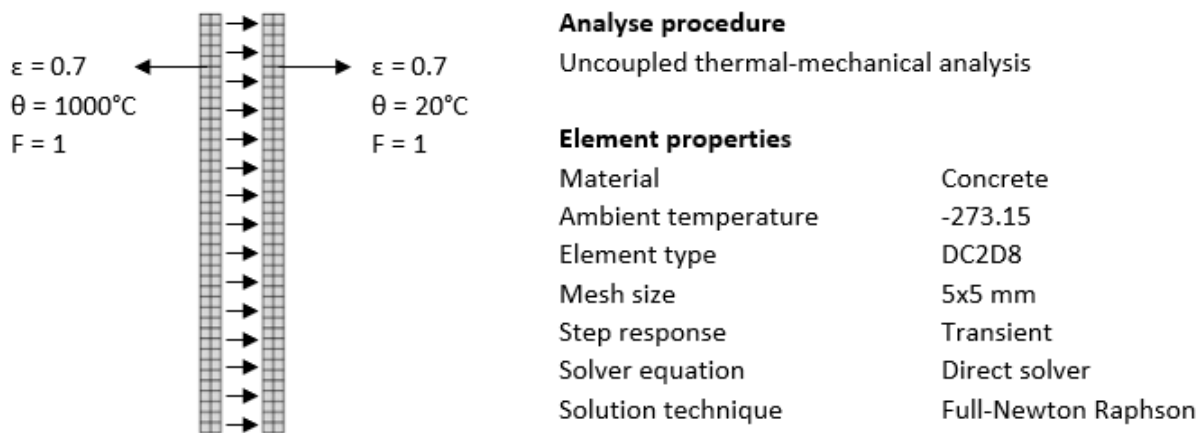 ε = 0.7
θ = 1000°C
F = 1
ε = 0.7
θ = 20°C
F = 1
Analyse procedure
Uncoupled thermal-mechanical analysis
Element properties
Material Concrete
Ambient temperature -273.15
Element type DC2D8
Mesh size 5x5 mm
Step response Transient
Solver equation Direct solver
Solution technique Full-Newton Raphson